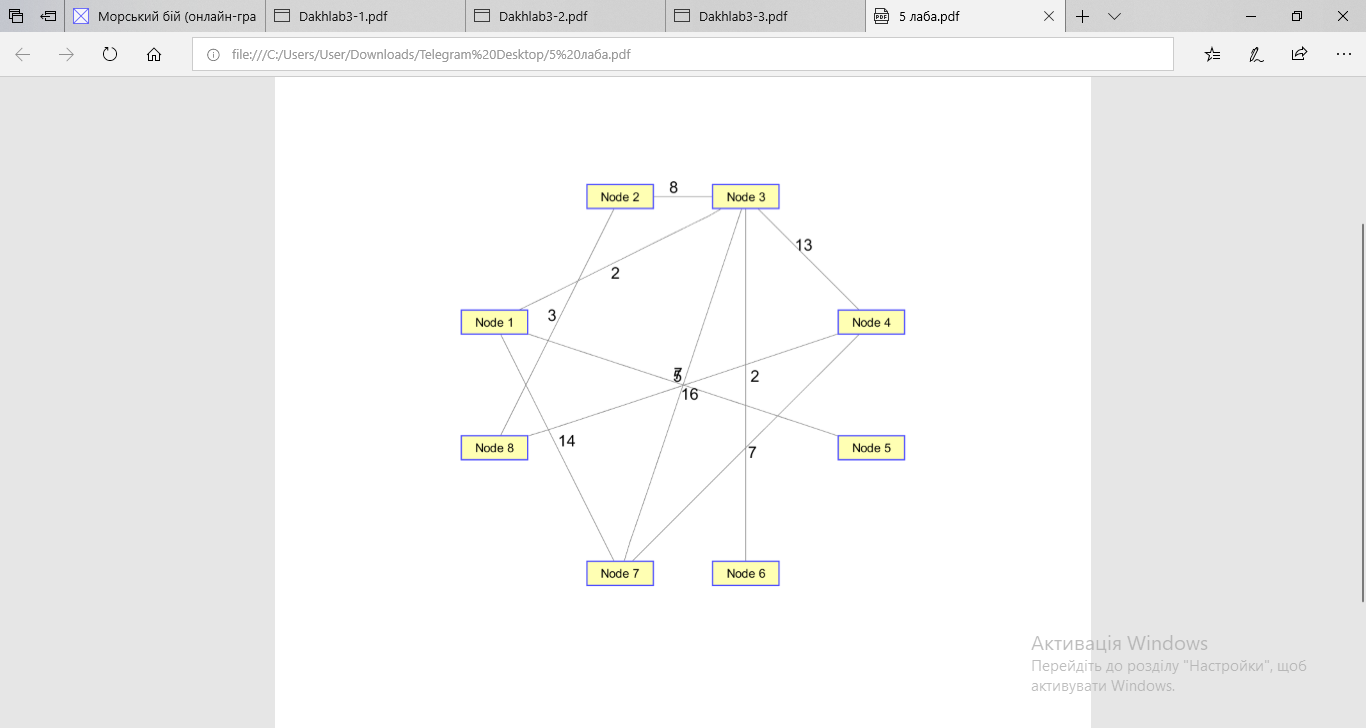 Морський бій (онлайн-гра
Dakhlab3-1.pdf
Dakhlab3-2.pdf
Dakhlab3-3.pdf
5 лаба.pdf
file:///C:/Users/User/Downloads/Telegram%20Desktop/5%20лаба.pdf
Node 2
8
Node 3
13
2
3
Node 1
Node 4
2
16
14
7
Node 8
Node 5
Node 7
Node 6
Активація Windows
Перейдіть до розділу "Настройки", щоб
активувати Windows.